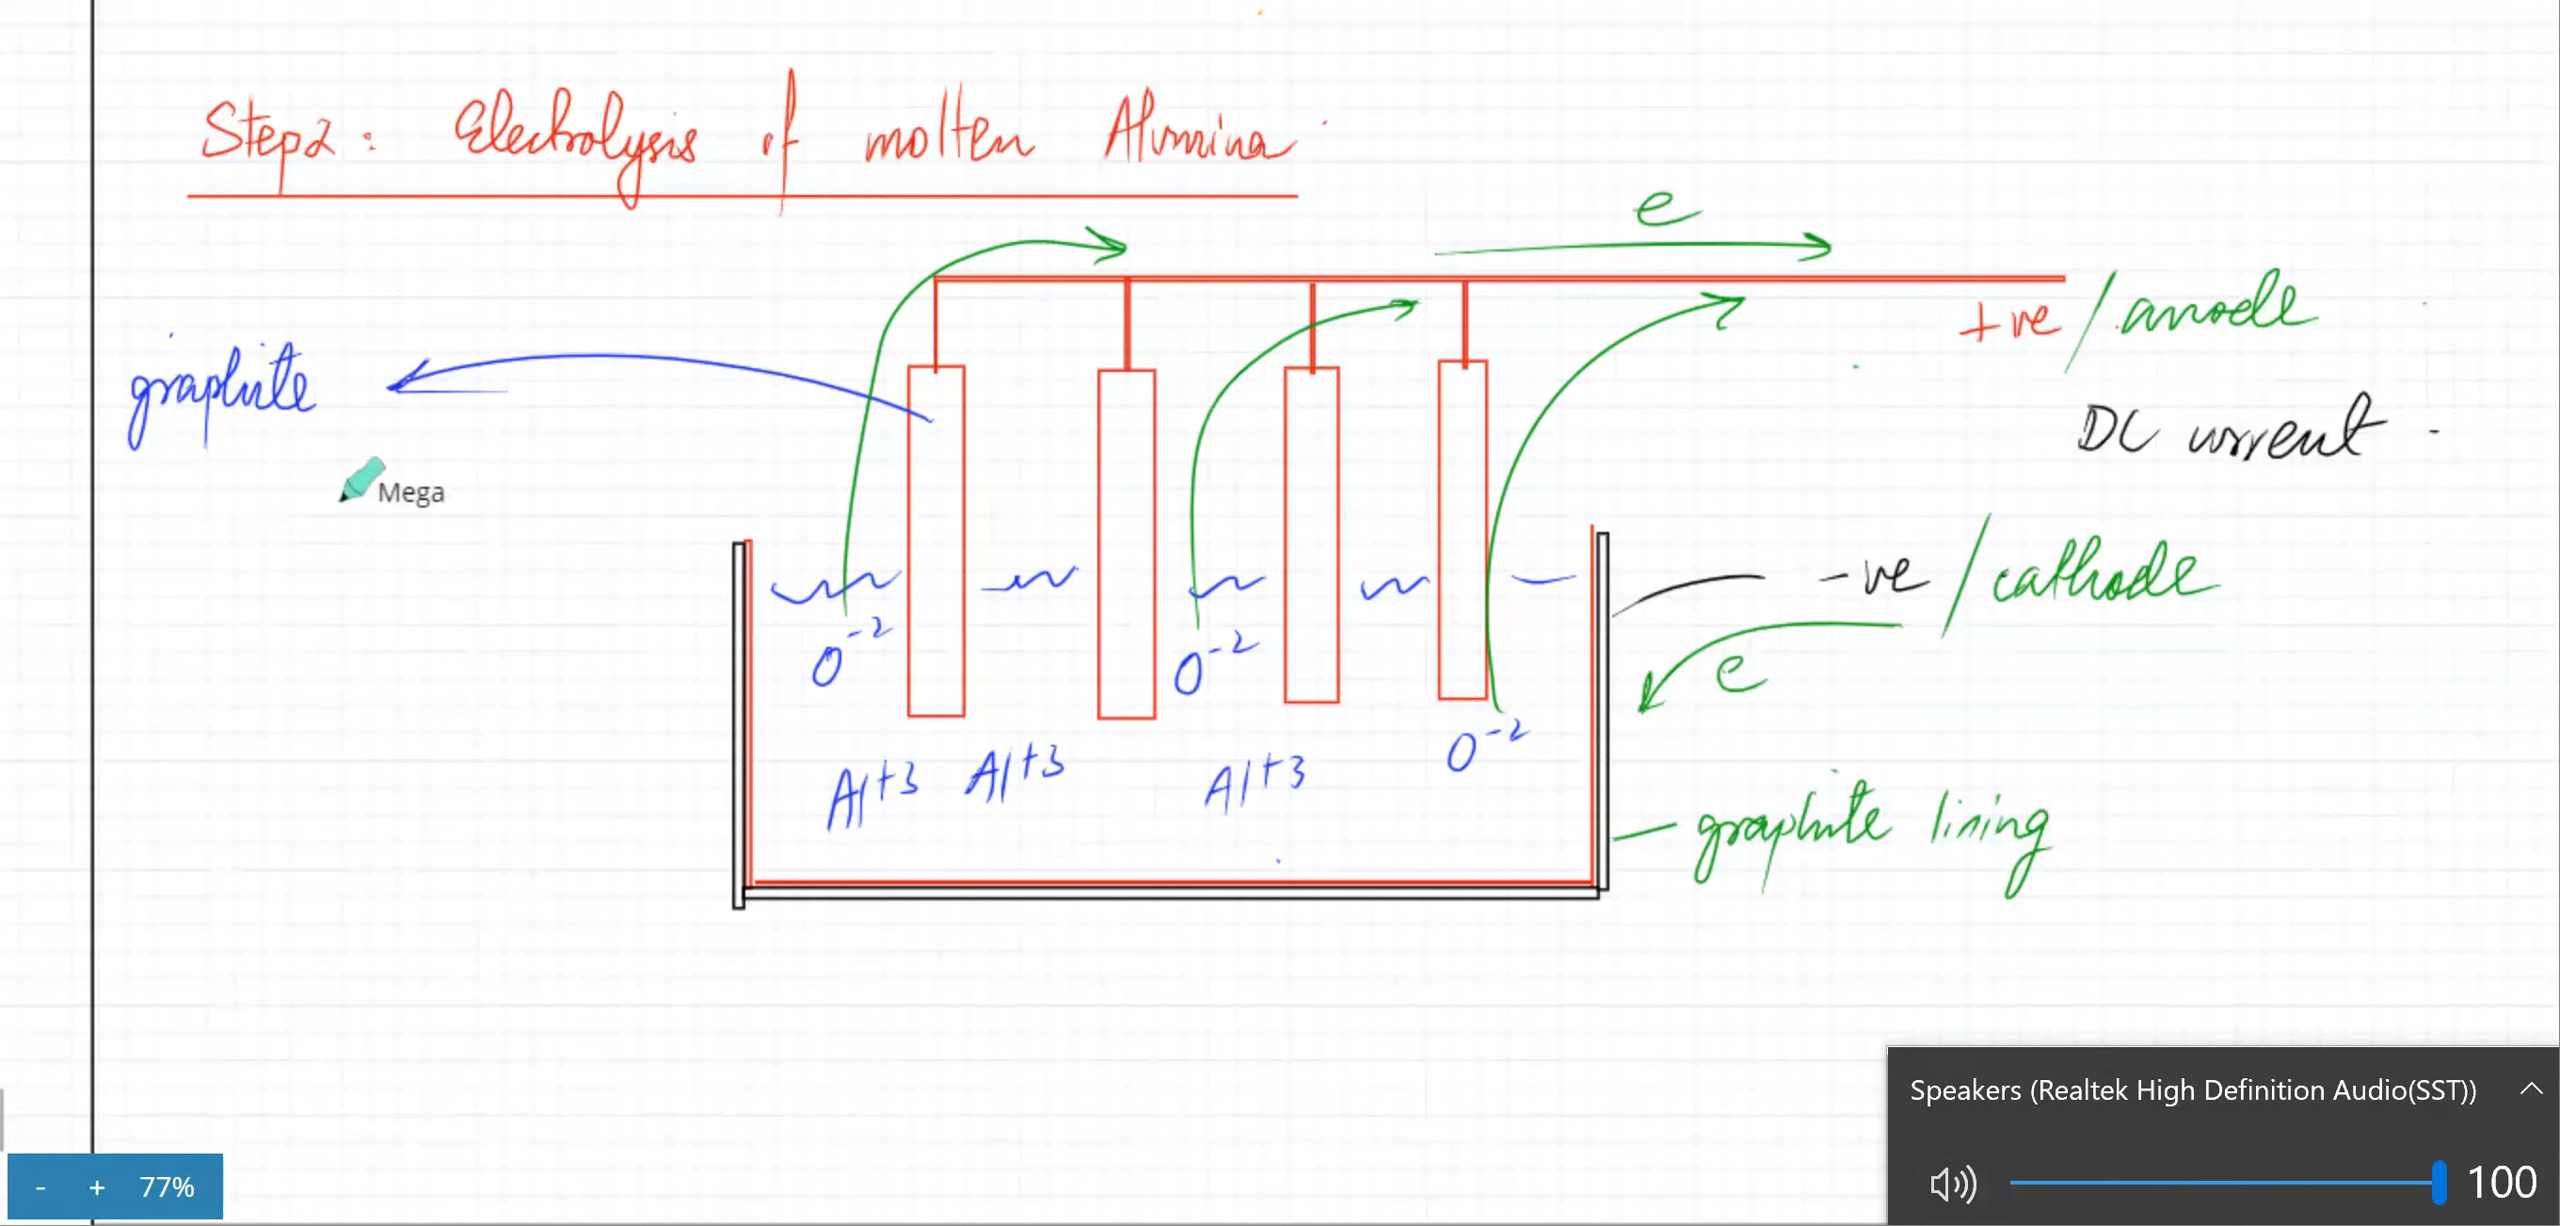 Step2: Electrolysis of molten Alumina
e
+ve / anode
graphite
DC current
Mega
-ve / cathode
O-2 O-2
e
O-2
Al+3 Al+3 Al+3
graphite lining
Speakers (Realtek High Definition Audio(SST))
- + 77%
100